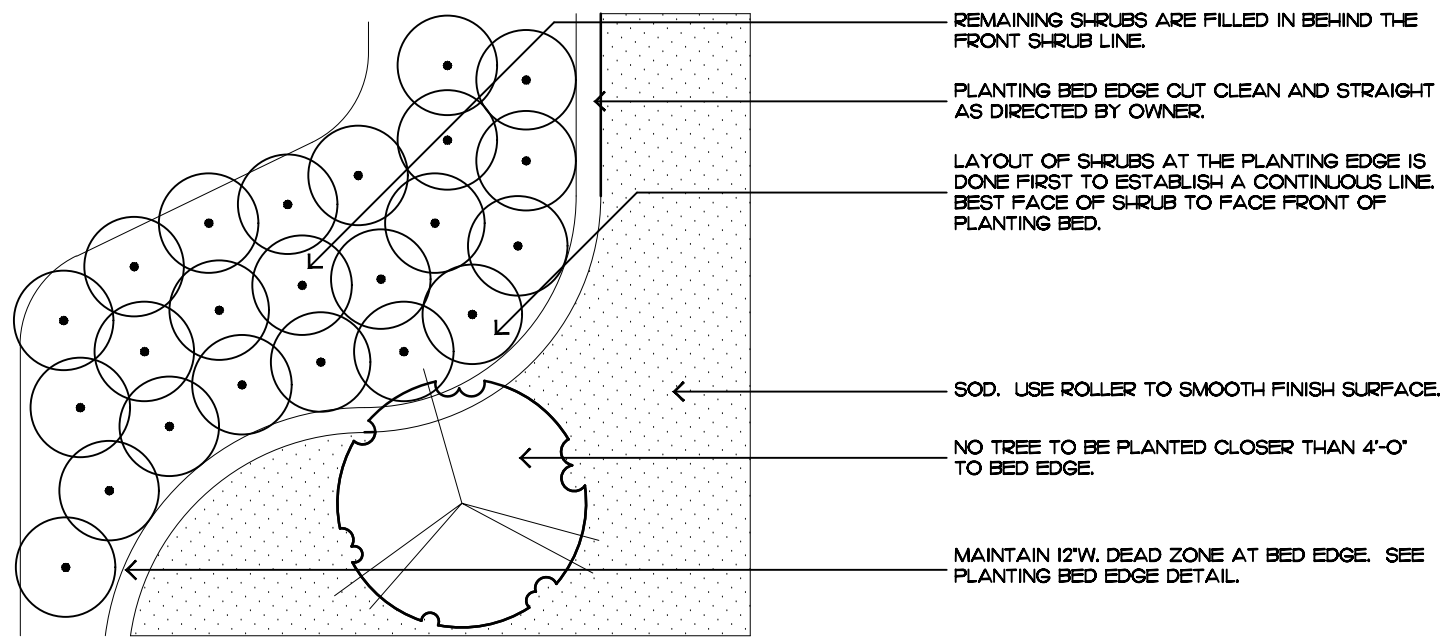 REMAINING SHRUBS ARE FILLED IN BEHIND THE
FRONT SHRUB LINE.
PLANTING BED EDGE CUT CLEAN AND STRAIGHT
AS DIRECTED BY OWNER.
LAYOUT OF SHRUBS AT THE PLANTING EDGE IS
DONE FIRST TO ESTABLISH A CONTINUOUS LINE.
BEST FACE OF SHRUB TO FACE FRONT OF
PLANTING BED.
SOD. USE ROLLER TO SMOOTH FINISH SURFACE.
NO TREE TO BE PLANTED CLOSER THAN 4'-0"
TO BED EDGE.
MAINTAIN 12"W. DEAD ZONE AT BED EDGE. SEE
PLANTING BED EDGE DETAIL.